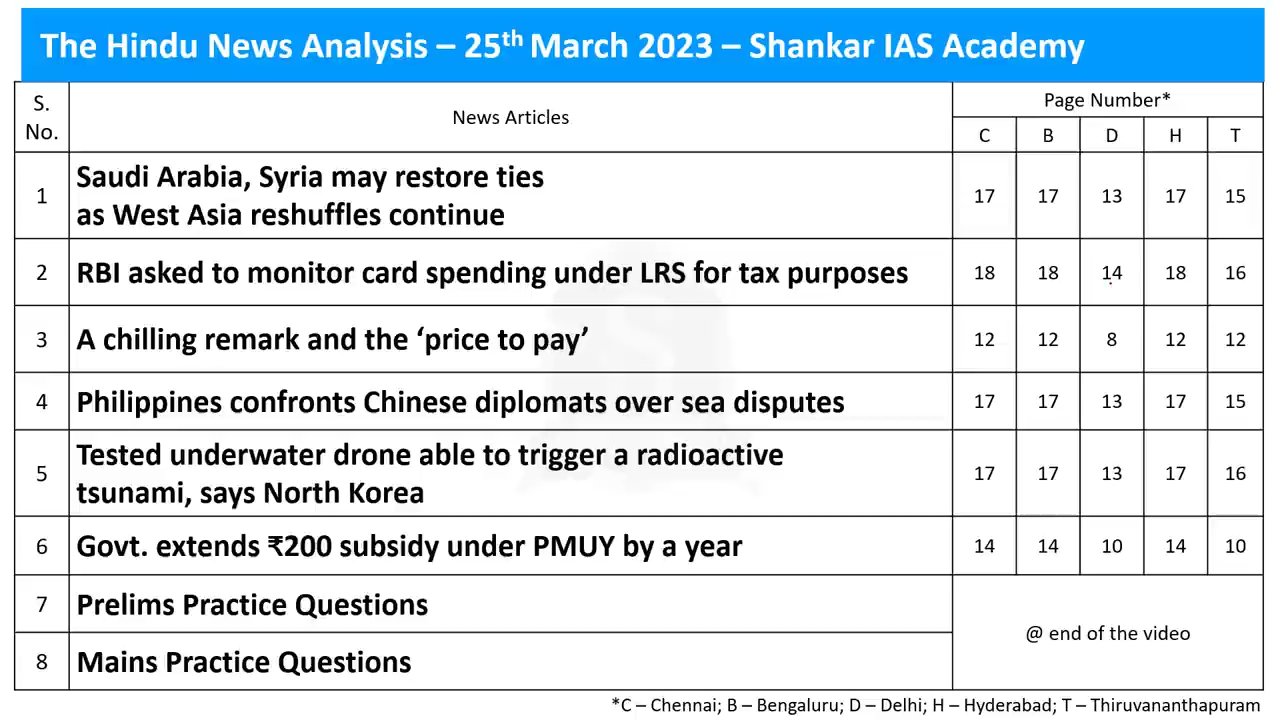 The Hindu News Analysis – 25th March 2023 – Shankar IAS Academy
S. No. News Articles Page Number*
C B D H T
1 Saudi Arabia, Syria may restore ties
as West Asia reshuffles continue 17 17 13 17 15
2 RBI asked to monitor card spending under LRS for tax purposes 18 18 14 18 16
3 A chilling remark and the ‘price to pay’ 12 12 8 12 12
4 Philippines confronts Chinese diplomats over sea disputes 17 17 13 17 15
5 Tested underwater drone able to trigger a radioactive
tsunami, says North Korea 17 17 13 17 16
6 Govt. extends ₹200 subsidy under PMUY by a year 14 14 10 14 10
7 Prelims Practice Questions
@ end of the video
8 Mains Practice Questions
*C – Chennai; B – Bengaluru; D – Delhi; H – Hyderabad; T – Thiruvananthapuram